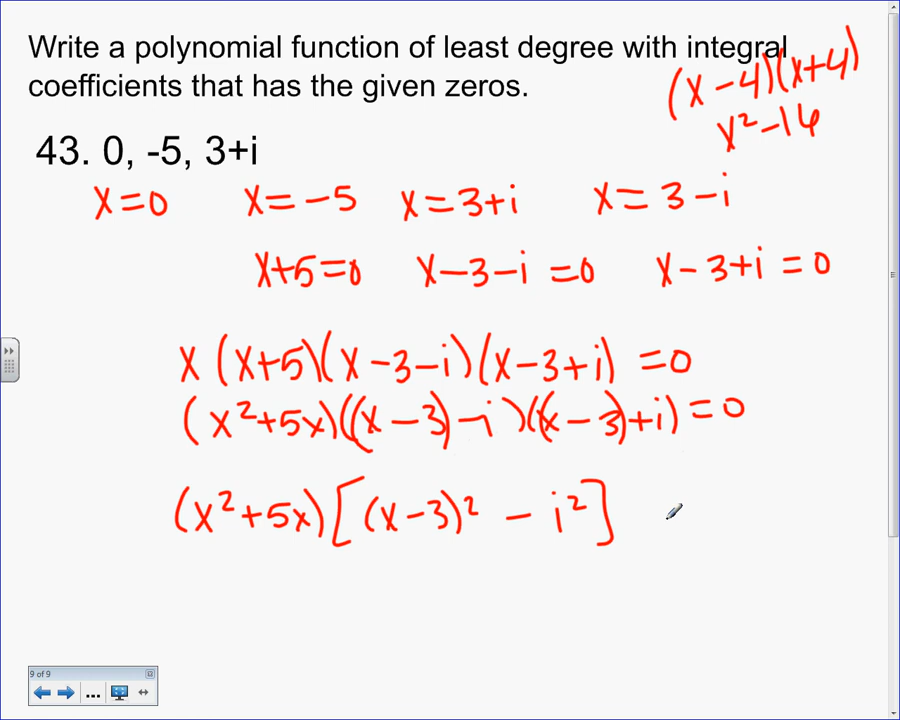 Write a polynomial function of least degree with integral
coefficients that has the given zeros.
(x-4)(x+4)
x²-16
43. 0, -5, 3+i
x=0 x=-5 x=3+i x=3-i
x+5=0 x-3-i=0 x-3+i=0
x(x+5)(x-3-i)(x-3+i)=0
(x²+5x)((x-3)-i)((x-3)+i)=0
(x²+5x)[(x-3)²-i²]
9 of 9
...